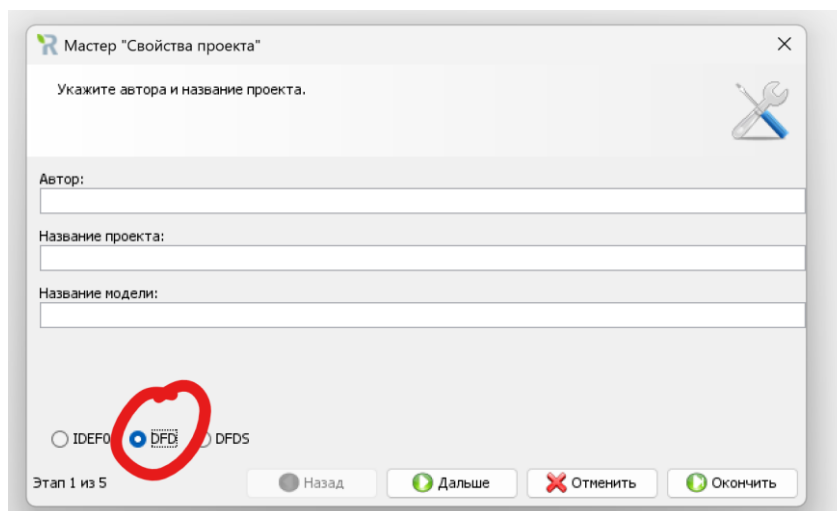 Мастер "Свойства проекта"
Укажите автора и название проекта.
Автор:
Название проекта:
Название модели:
IDEF0 DFD DFDS
Этап 1 из 5 Назад Дальше Отменить Окончить